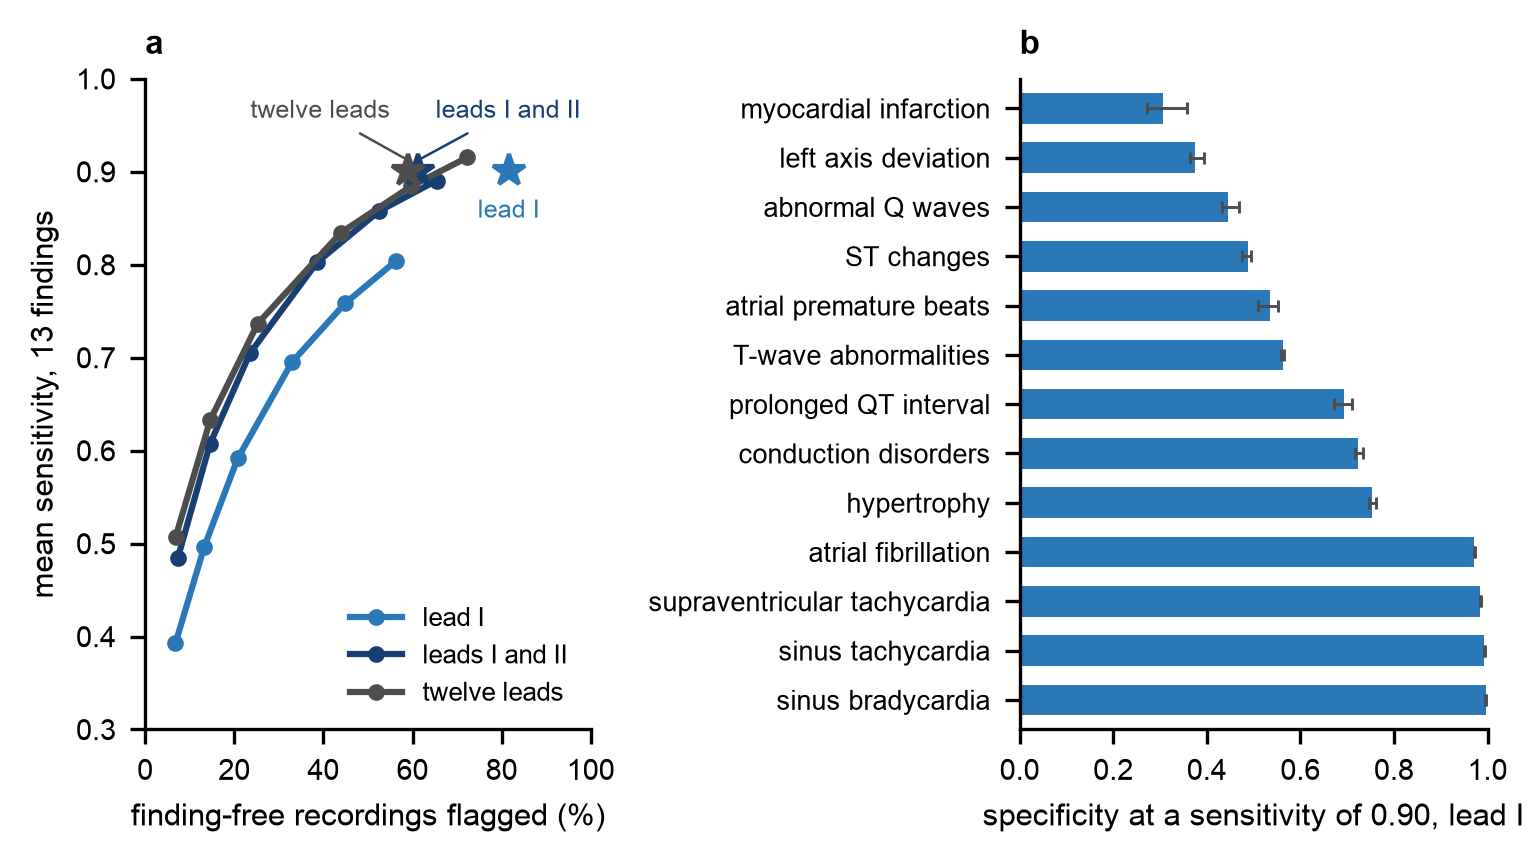 a
1.0
0.9
0.8
0.7
0.6
0.5
0.4
0.3
mean sensitivity, 13 findings
twelve leads
leads I and II
lead I
lead I
leads I and II
twelve leads
0 20 40 60 80 100
finding-free recordings flagged (%)
b
myocardial infarction
left axis deviation
abnormal Q waves
ST changes
atrial premature beats
T-wave abnormalities
prolonged QT interval
conduction disorders
hypertrophy
atrial fibrillation
supraventricular tachycardia
sinus tachycardia
sinus bradycardia
0.0 0.2 0.4 0.6 0.8 1.0
specificity at a sensitivity of 0.90, lead I